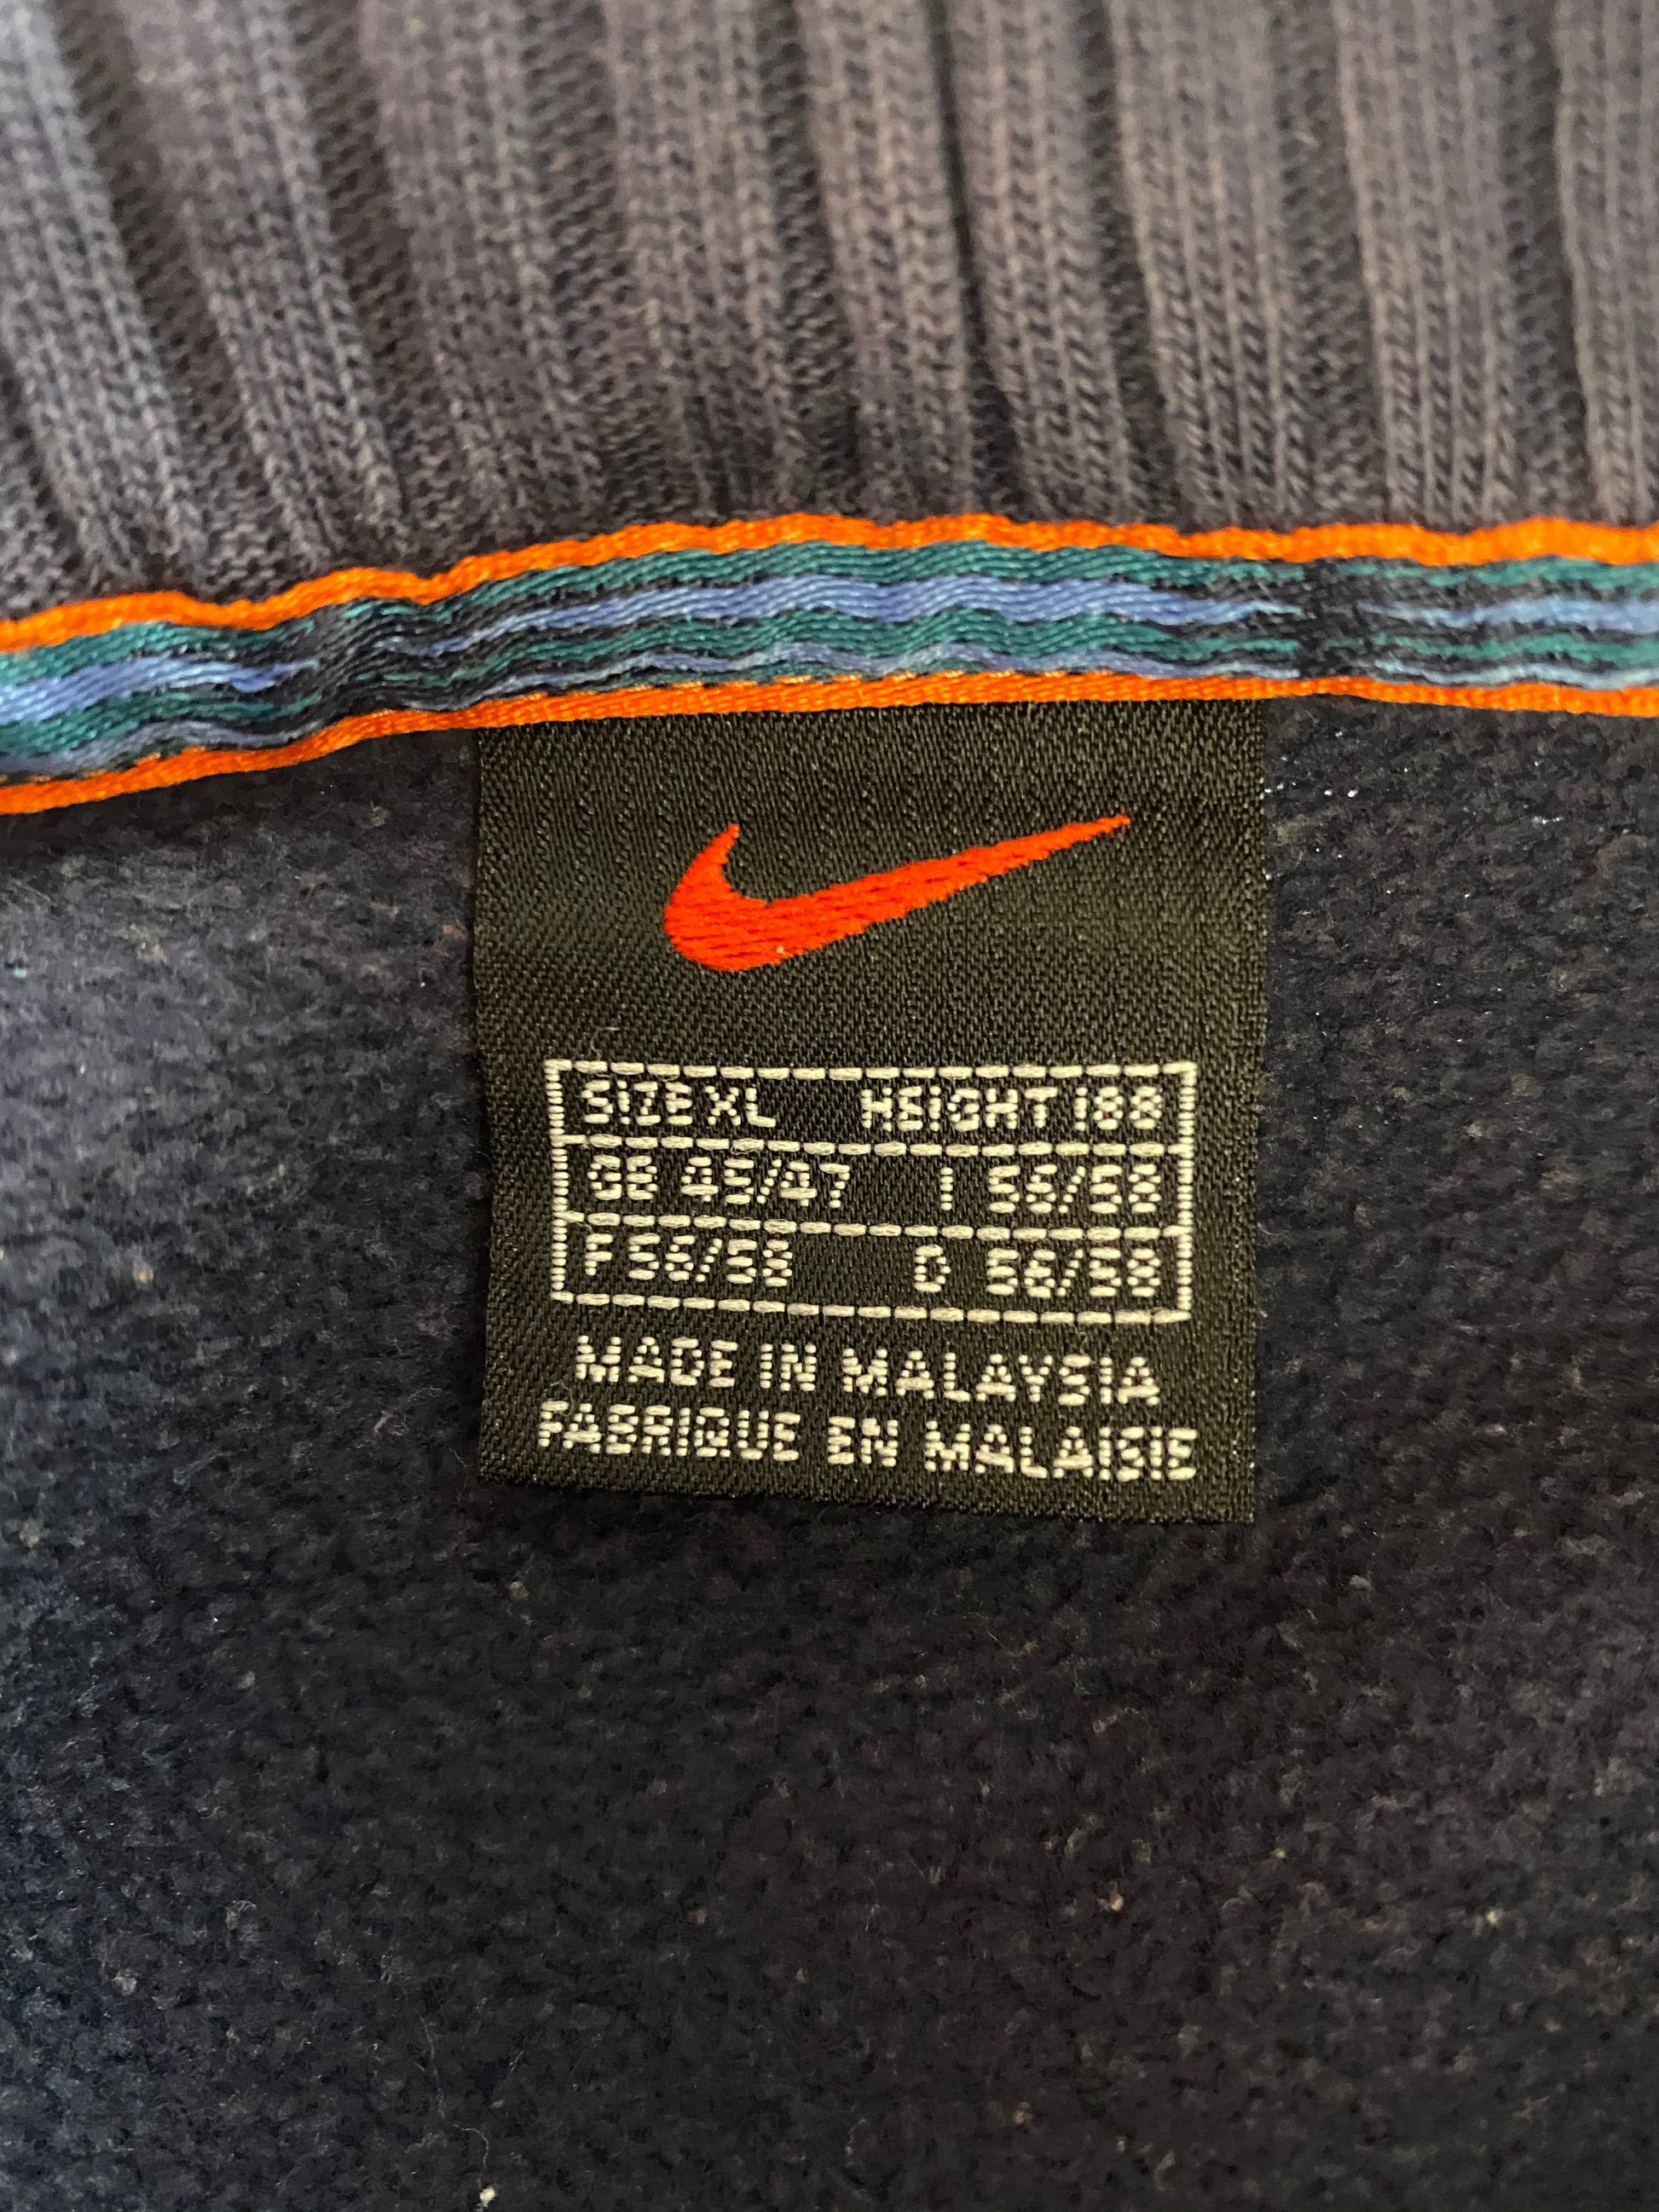 SIZE XL HEIGHT 188
GB 45/47 I 56/58
F 56/58 D 56/58
MADE IN MALAYSIA
FABRIQUE EN MALAISIE